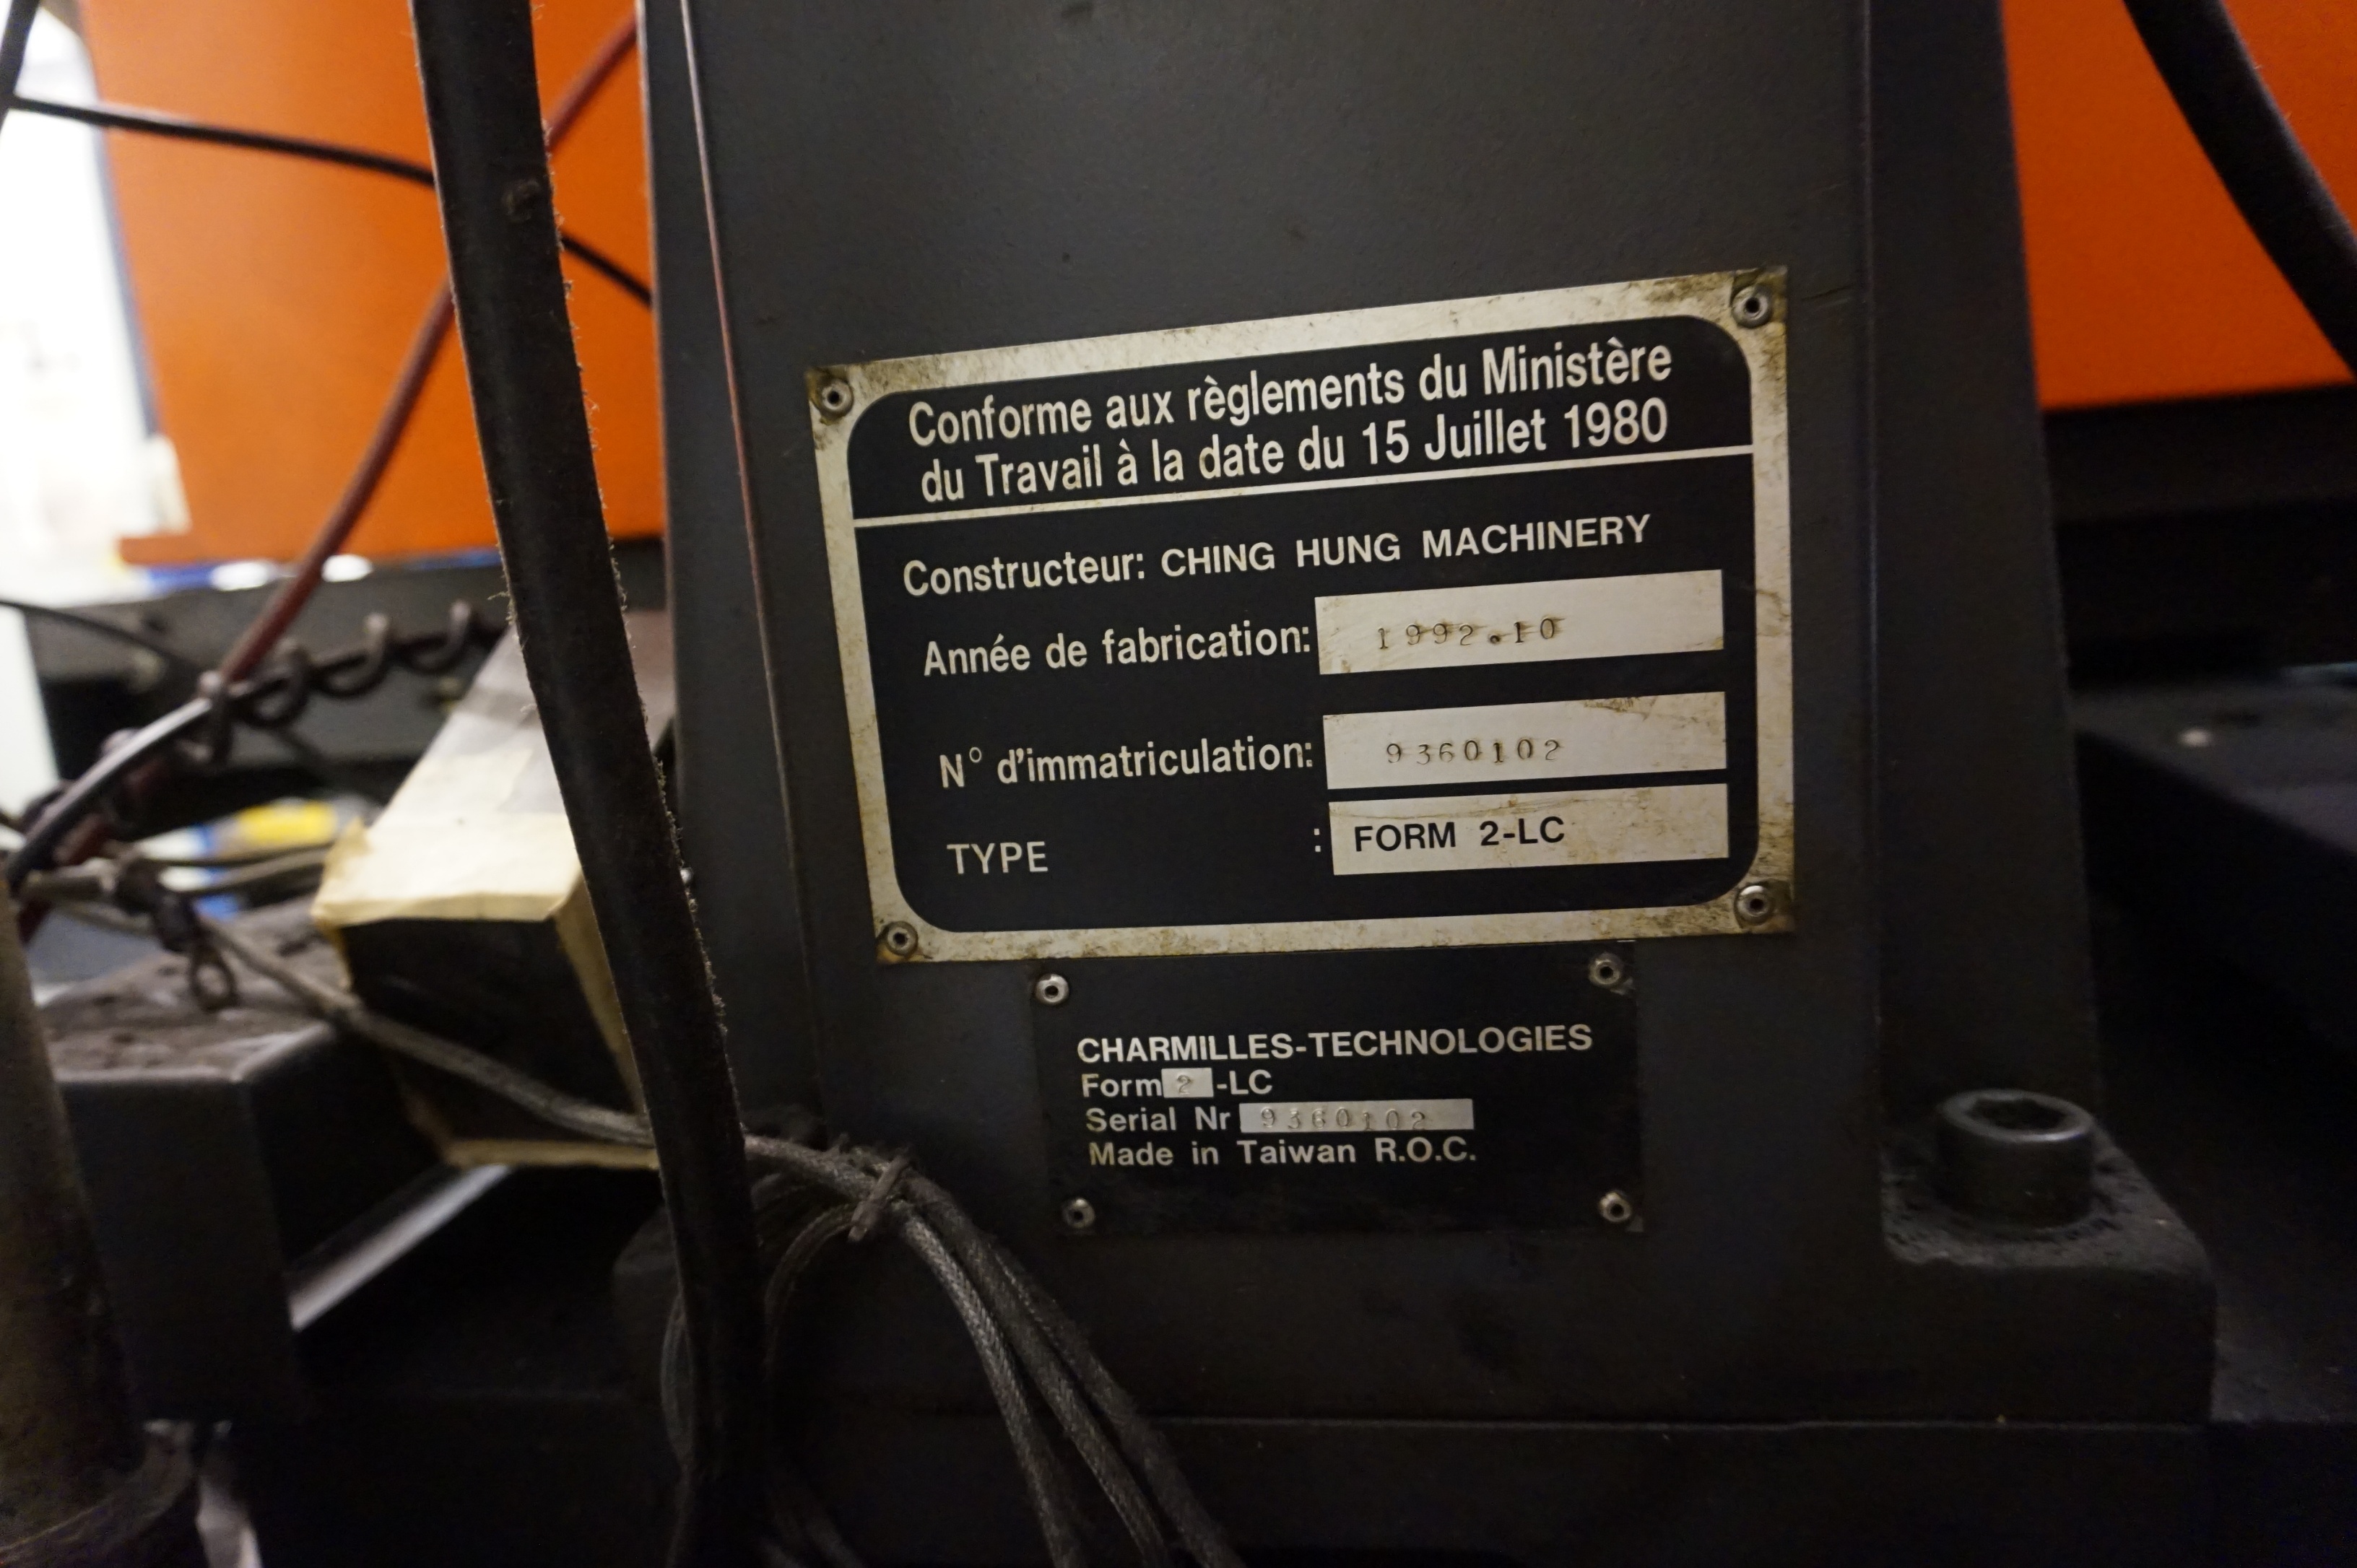 Conforme aux règlements du Ministère
du Travail à la date du 15 Juillet 1980
Constructeur: CHING HUNG MACHINERY
Année de fabrication: 1992.10
N° d'immatriculation: 9360102
TYPE : FORM 2-LC
CHARMILLES-TECHNOLOGIES
Form 2 -LC
Serial Nr 9360102
Made in Taiwan R.O.C.